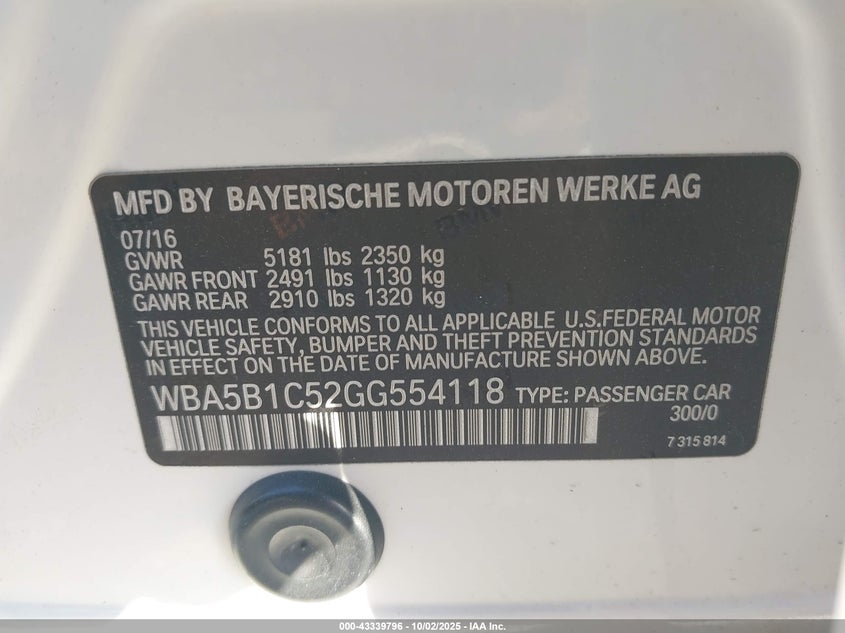 MFD BY BAYERISCHE MOTOREN WERKE AG
07/16
GVWR 5181 lbs 2350 kg
GAWR FRONT 2491 lbs 1130 kg
GAWR REAR 2910 lbs 1320 kg
THIS VEHICLE CONFORMS TO ALL APPLICABLE U.S.FEDERAL MOTOR
VEHICLE SAFETY, BUMPER AND THEFT PREVENTION STANDARDS
IN EFFECT ON THE DATE OF MANUFACTURE SHOWN ABOVE.
WBA5B1C52GG554118 TYPE: PASSENGER CAR
300/0
7 315 814
000-43339796 - 10/02/2025 - IAA Inc.